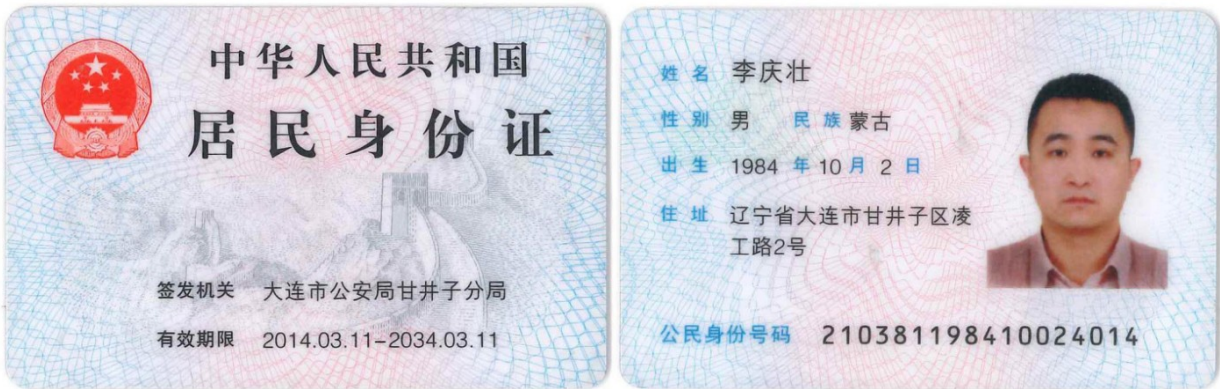 中华人民共和国
居民身份证
签发机关 大连市公安局甘井子分局
有效期限 2014.03.11-2034.03.11
姓名 李庆壮
性别 男 民族 蒙古
出生 1984 年 10 月 2 日
住址 辽宁省大连市甘井子区凌
工路2号
公民身份号码 210381198410024014